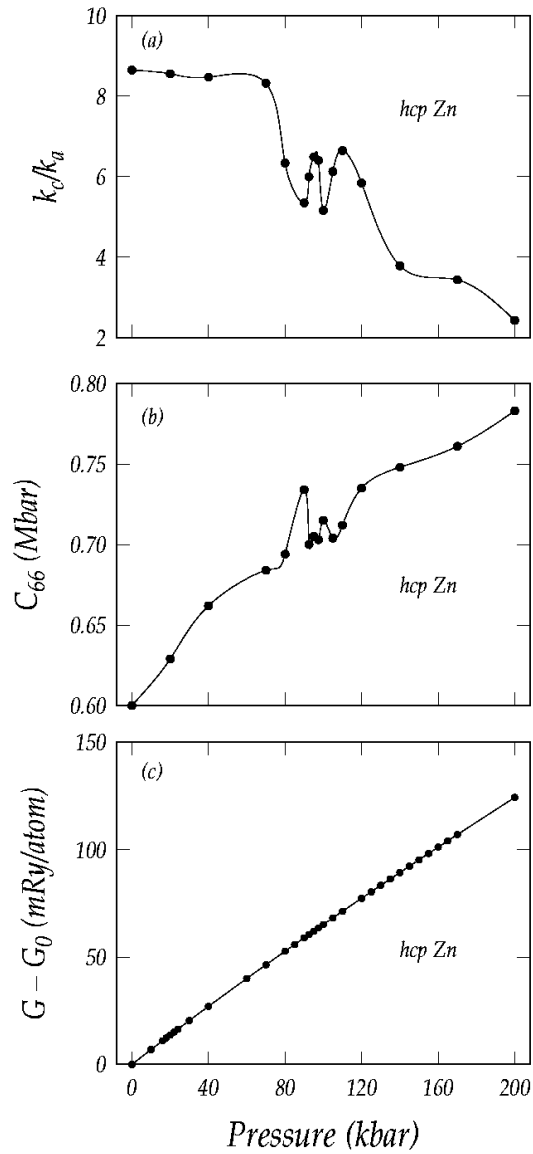 10
(a)
8
hcp Zn
k_c/k_a
6
4
2
0.80
(b)
0.75
C_66 (Mbar)
0.70
hcp Zn
0.65
0.60
150
(c)
100
G – G_0 (mRy/atom)
hcp Zn
50
0
0 40 80 120 160 200
Pressure (kbar)